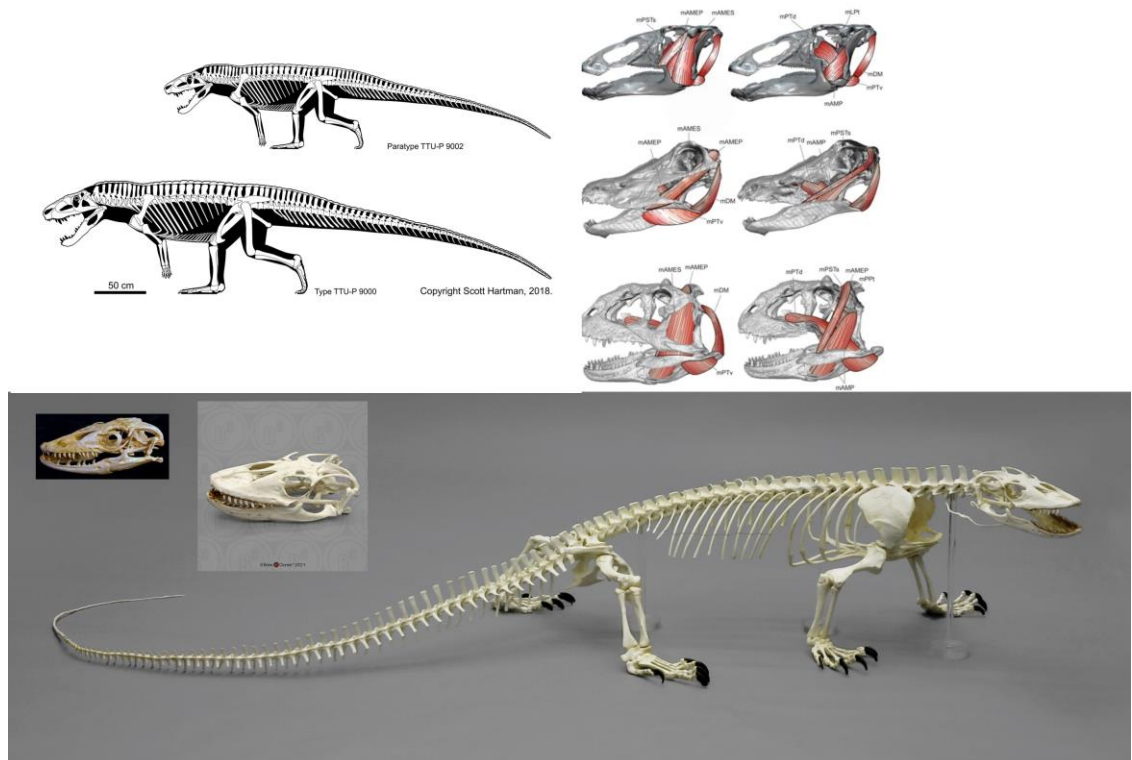 Paratype TTU-P 9002
50 cm
Type TTU-P 9000
Copyright Scott Hartman, 2018.
mPSTs mAMEP mAMES
mPTd mLPt
mDM
mPTv
mAMP
mAMES
mAMEP mAMEP
mDM
mPTv
mPTd mAMP mPSTs
mAMES mAMEP
mDM
mPTv
mPTd mPSTs mAMEP
mPPt
mAMP